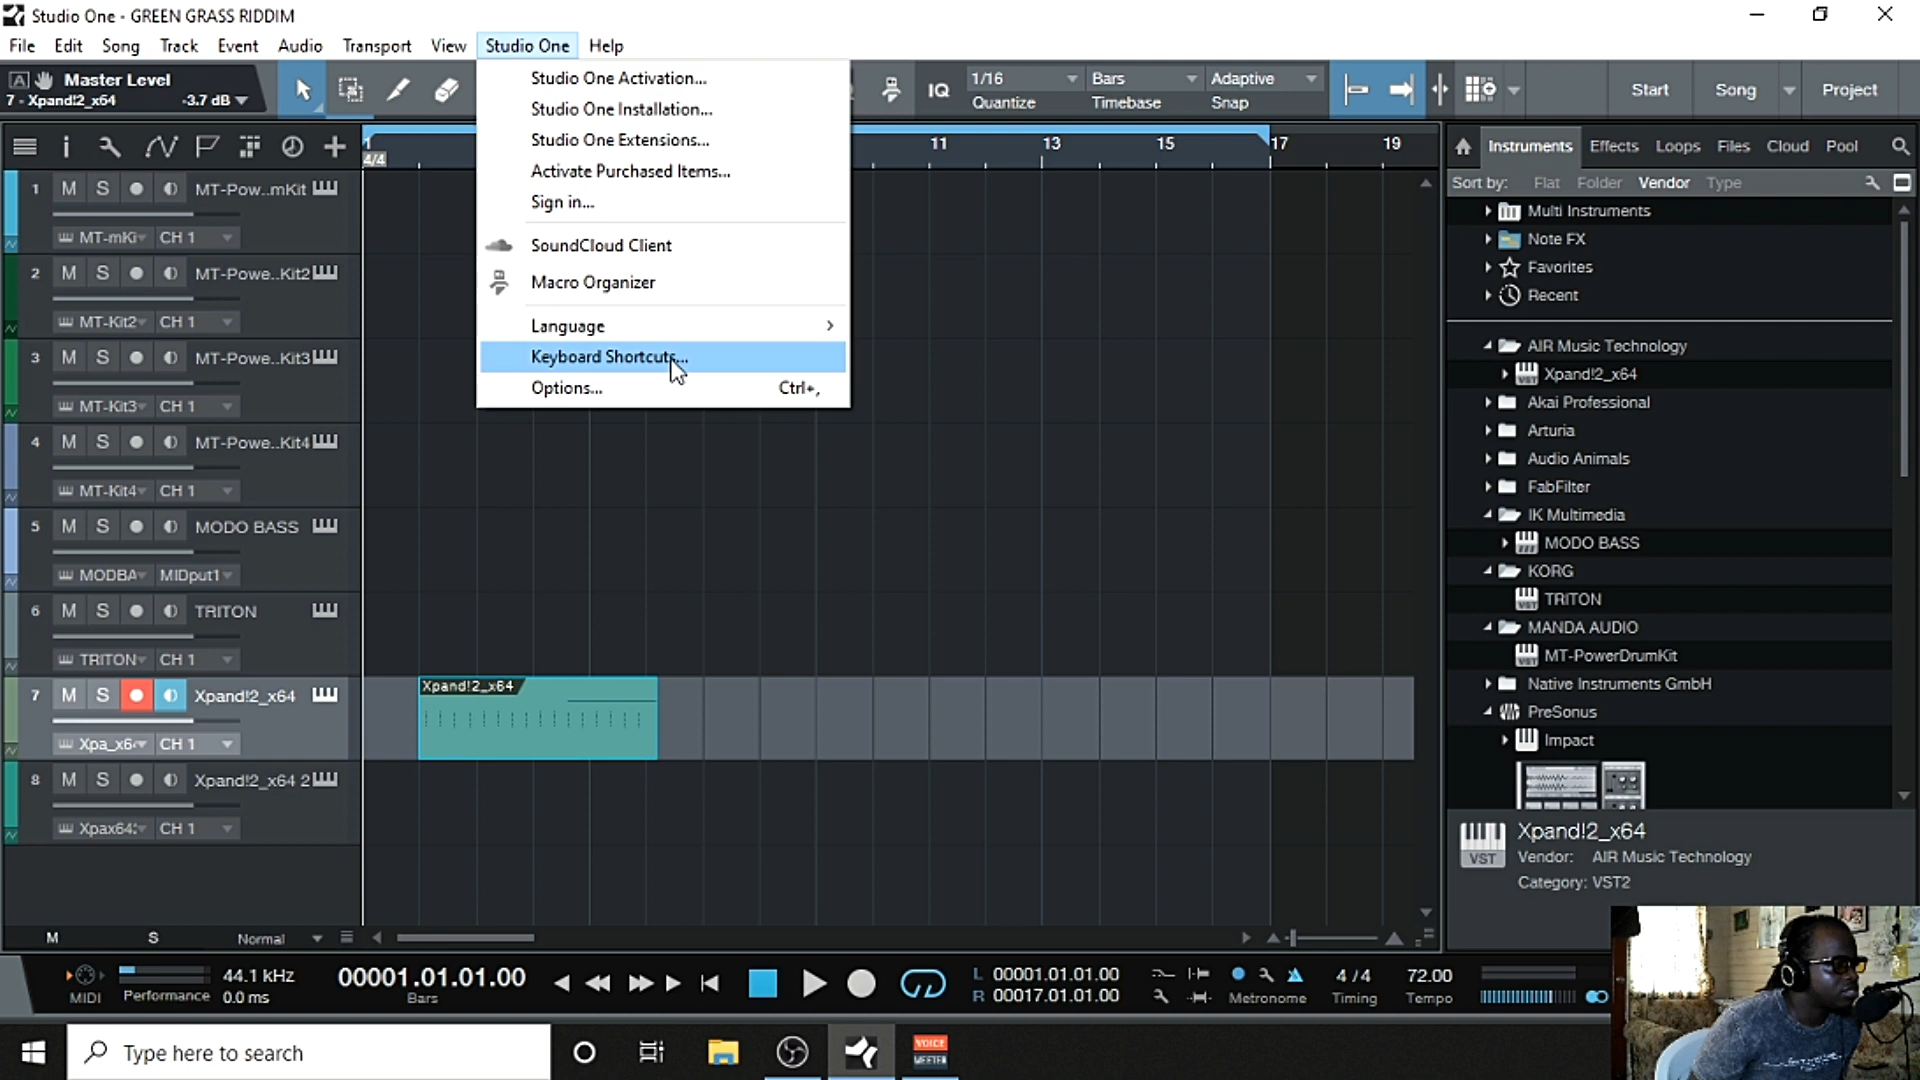 Studio One - GREEN GRASS RIDDIM
File Edit Song Track Event Audio Transport View Studio One Help
A Master Level
7 - Xpand!2_x64 -3.7 dB
Studio One Activation...
Studio One Installation...
Studio One Extensions...
Activate Purchased Items...
Sign in...
SoundCloud Client
Macro Organizer
Language
Keyboard Shortcuts...
Options... Ctrl+,
IQ 1/16 Bars Adaptive
Quantize Timebase Snap
Start Song Project
1 11 13 15 17 19
4/4
Instruments Effects Loops Files Cloud Pool
Sort by: Flat Folder Vendor Type
1 M S MT-Pow..mKit
MT-mKi CH 1
2 M S MT-Powe..Kit2
MT-Kit2 CH 1
3 M S MT-Powe..Kit3
MT-Kit3 CH 1
4 M S MT-Powe..Kit4
MT-Kit4 CH 1
5 M S MODO BASS
MODBA MIDput1
6 M S TRITON
TRITON CH 1
7 M S Xpand!2_x64
Xpa_x6 CH 1
8 M S Xpand!2_x64 2
Xpax64: CH 1
Xpand!2_x64
Multi Instruments
Note FX
Favorites
Recent
AIR Music Technology
Xpand!2_x64
Akai Professional
Arturia
Audio Animals
FabFilter
IK Multimedia
MODO BASS
KORG
TRITON
MANDA AUDIO
MT-PowerDrumKit
Native Instruments GmbH
PreSonus
Impact
Xpand!2_x64
VST
Vendor: AIR Music Technology
Category: VST2
M S Normal
MIDI
Performance
44.1 kHz
0.0 ms
00001.01.01.00
Bars
L 00001.01.01.00
R 00017.01.01.00
Metronome
4 / 4
Timing
72.00
Tempo
Type here to search
VOICE
MEETER